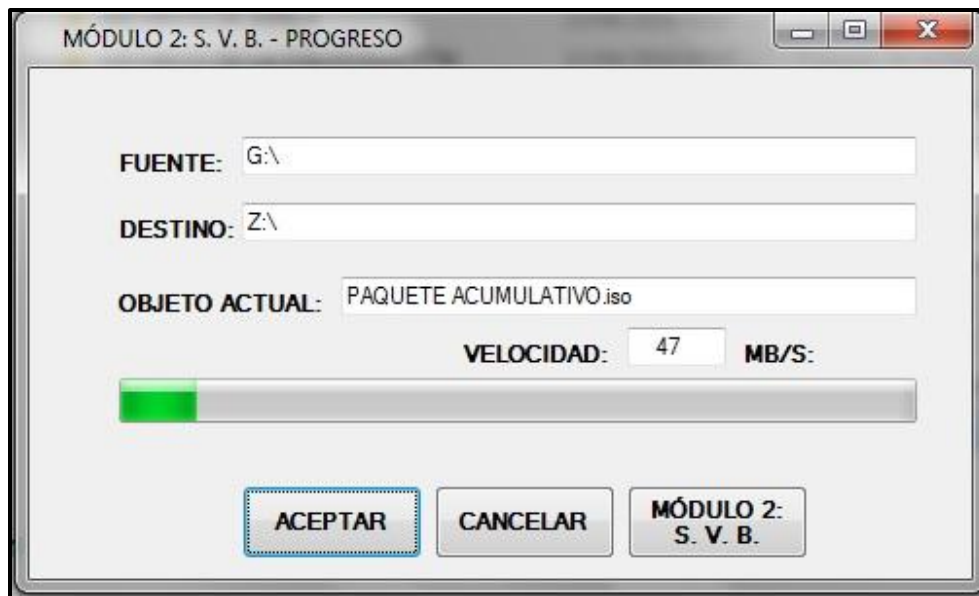 MÓDULO 2: S. V. B. - PROGRESO
FUENTE: G:\
DESTINO: Z:\
OBJETO ACTUAL: PAQUETE ACUMULATIVO.iso
VELOCIDAD: 47 MB/S:
ACEPTAR
CANCELAR
MÓDULO 2:
S. V. B.